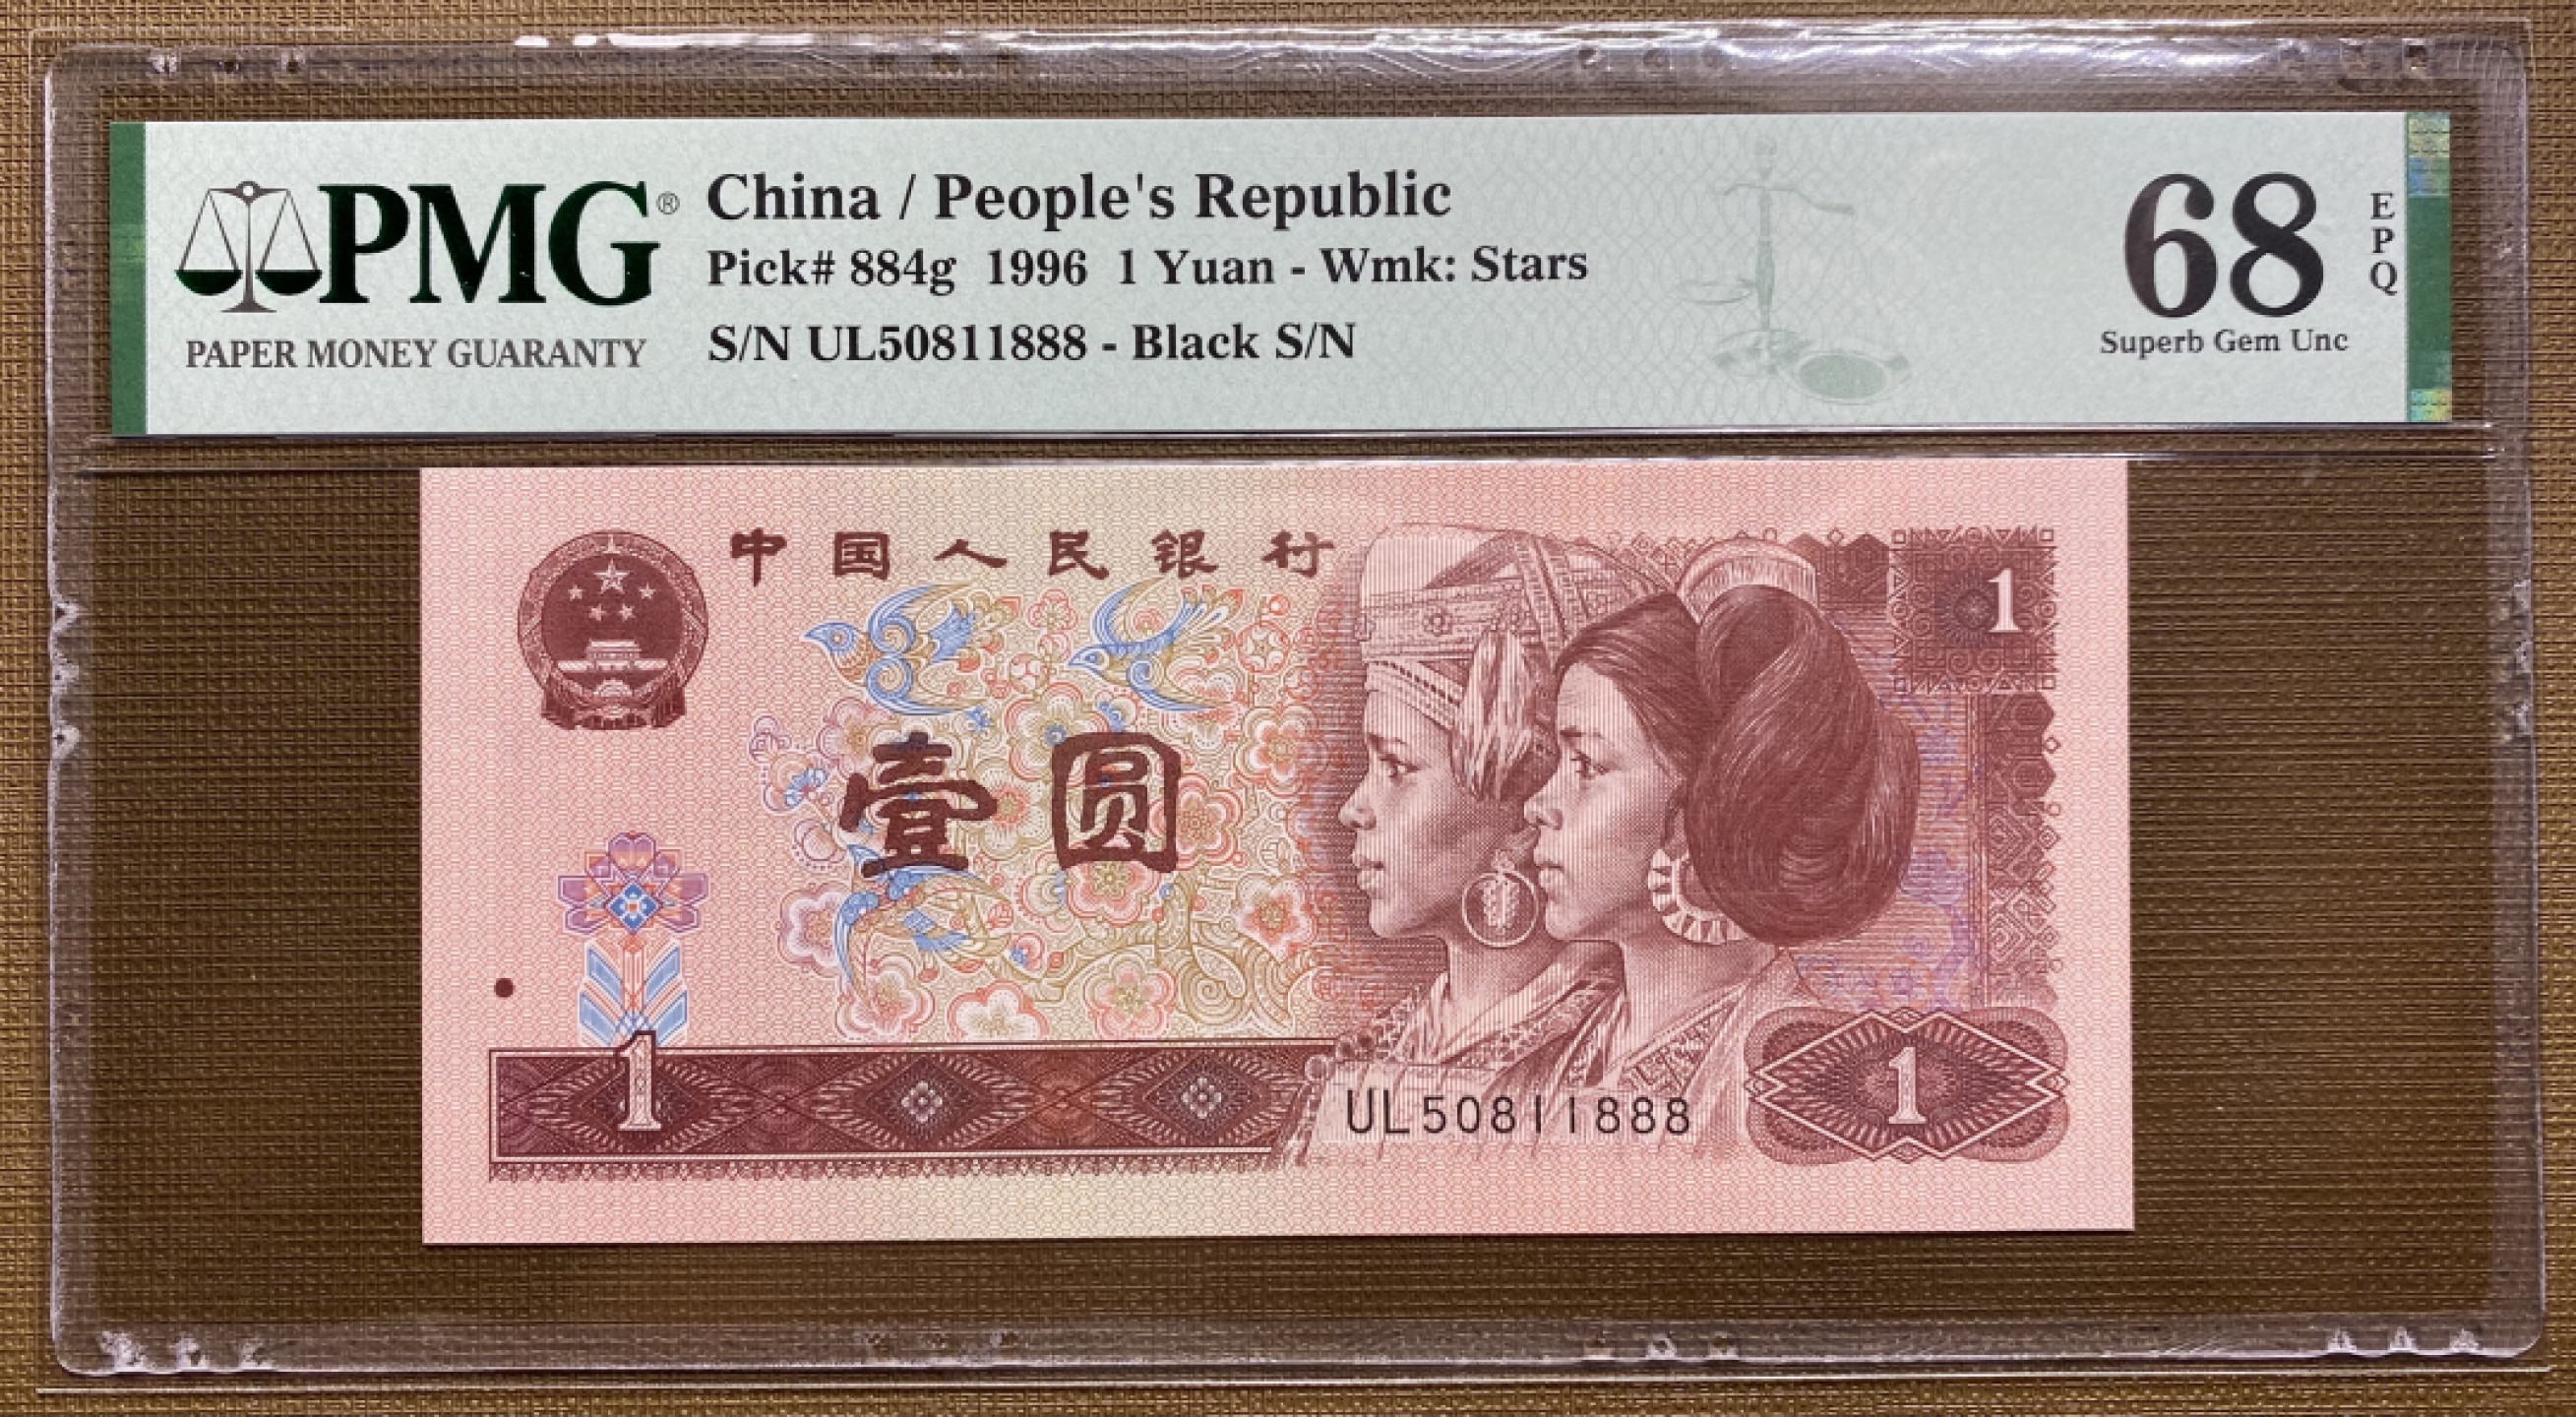 PMG®
PAPER MONEY GUARANTY
China / People's Republic
Pick# 884g 1996 1 Yuan - Wmk: Stars
S/N UL50811888 - Black S/N
68
EPQ
Superb Gem Unc
中国人民银行
1
壹圆
1
UL50811888
1